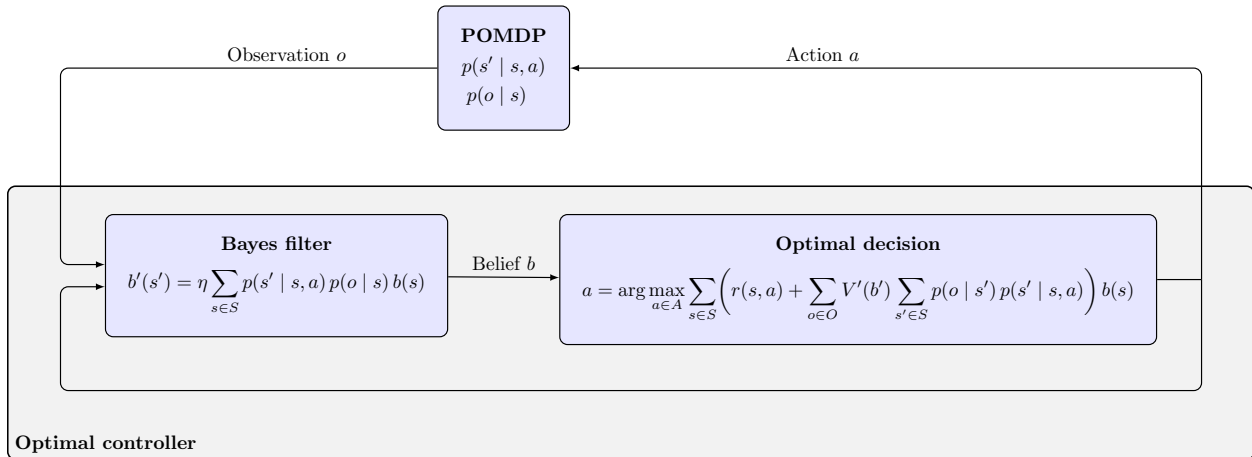 POMDP
p(s′ | s, a)
p(o | s)
Observation o
Action a
Bayes filter
b′(s′) = η ∑_{s∈S} p(s′ | s, a) p(o | s) b(s)
Belief b
Optimal decision
a = arg max_{a∈A} ∑_{s∈S} ( r(s, a) + ∑_{o∈O} V′(b′) ∑_{s′∈S} p(o | s′) p(s′ | s, a) ) b(s)
Optimal controller